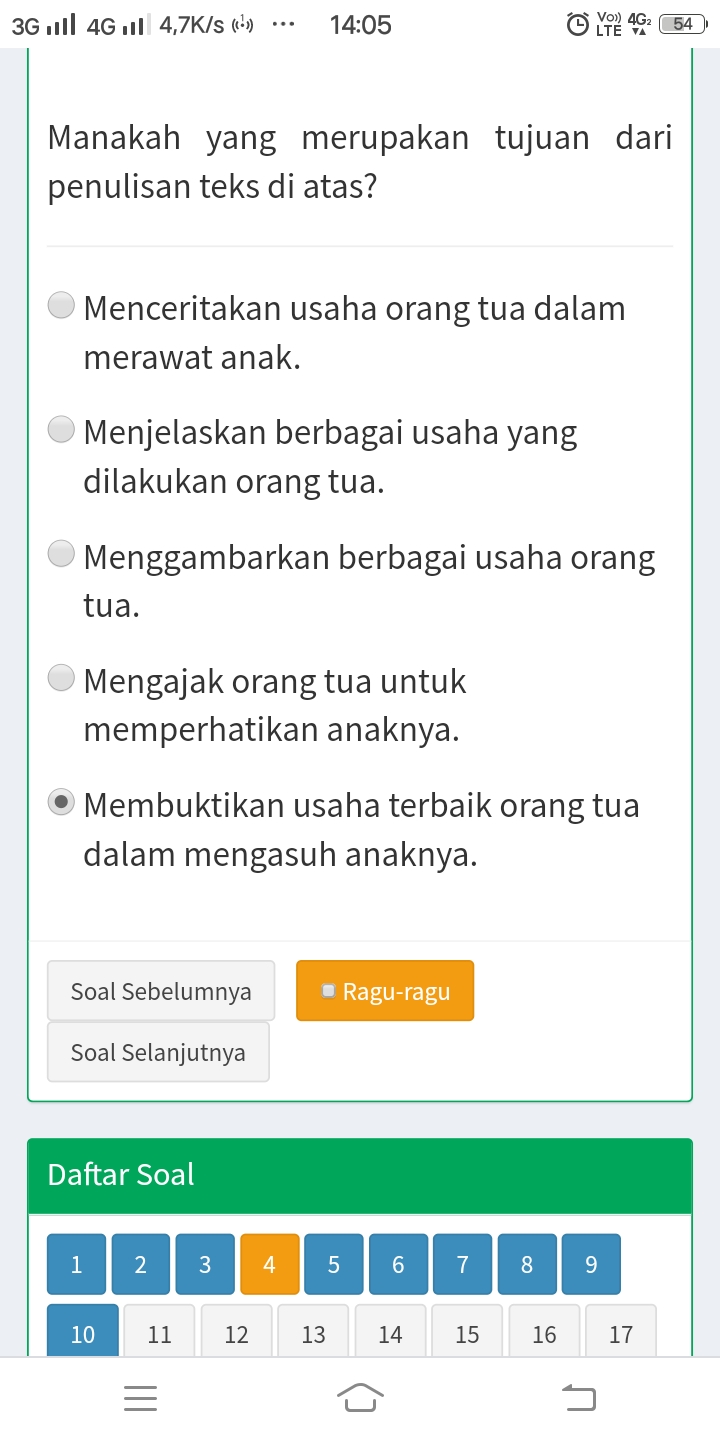 3G 4G 4,7K/s ··· 14:05 Vo)) LTE 4G2 54
Manakah yang merupakan tujuan dari
penulisan teks di atas?
Menceritakan usaha orang tua dalam
merawat anak.
Menjelaskan berbagai usaha yang
dilakukan orang tua.
Menggambarkan berbagai usaha orang
tua.
Mengajak orang tua untuk
memperhatikan anaknya.
Membuktikan usaha terbaik orang tua
dalam mengasuh anaknya.
Soal Sebelumnya Ragu-ragu
Soal Selanjutnya
Daftar Soal
1 2 3 4 5 6 7 8 9
10 11 12 13 14 15 16 17